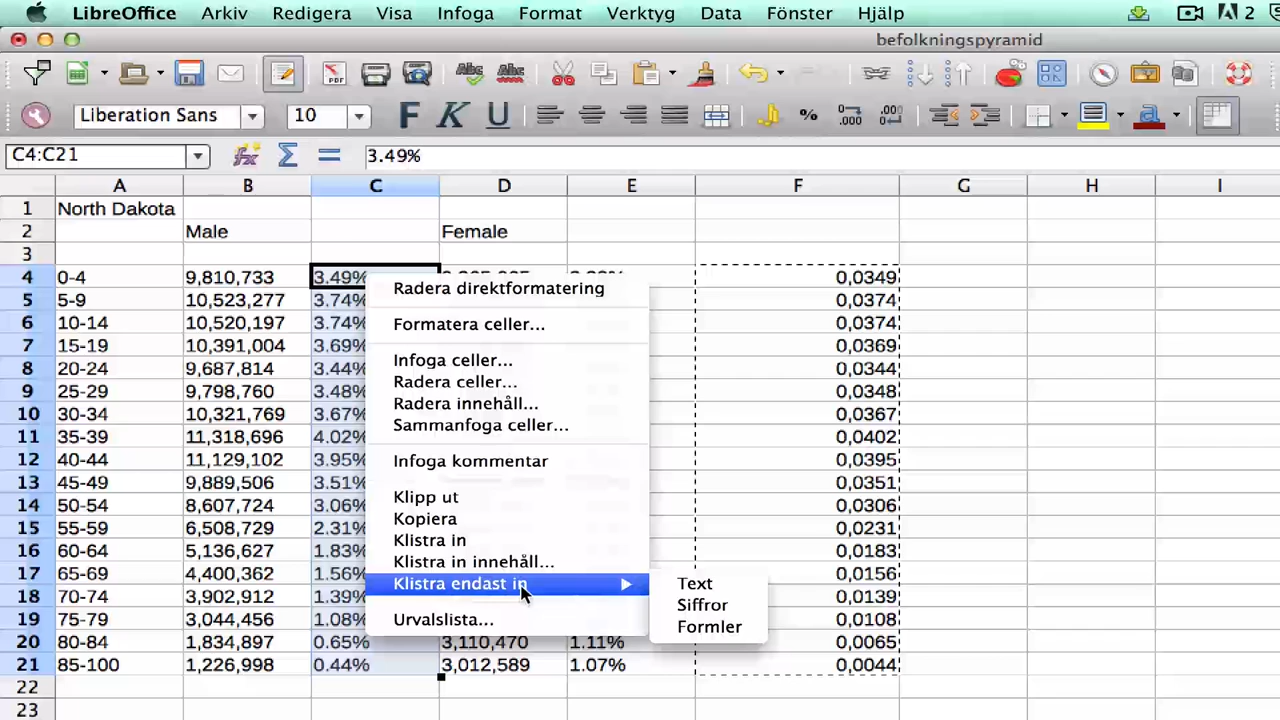 LibreOffice Arkiv Redigera Visa Infoga Format Verktyg Data Fönster Hjälp 2
befolkningspyramid
Liberation Sans 10 F K U % .000
C4:C21 fx Σ = 3.49%
A B C D E F G H I
1 North Dakota
2 Male Female
3
4 0-4 9,810,733 3.49% 0,0349
5 5-9 10,523,277 3.74% 0,0374
6 10-14 10,520,197 3.74% 0,0374
7 15-19 10,391,004 3.69% 0,0369
8 20-24 9,687,814 3.44% 0,0344
9 25-29 9,798,760 3.48% 0,0348
10 30-34 10,321,769 3.67% 0,0367
11 35-39 11,318,696 4.02% 0,0402
12 40-44 11,129,102 3.95% 0,0395
13 45-49 9,889,506 3.51% 0,0351
14 50-54 8,607,724 3.06% 0,0306
15 55-59 6,508,729 2.31% 0,0231
16 60-64 5,136,627 1.83% 0,0183
17 65-69 4,400,362 1.56% 0,0156
18 70-74 3,902,912 1.39% 0,0139
19 75-79 3,044,456 1.08% 0,0108
20 80-84 1,834,897 0.65% 3,110,470 1.11% 0,0065
21 85-100 1,226,998 0.44% 3,012,589 1.07% 0,0044
22
23
Radera direktformatering
Formatera celler...
Infoga celler...
Radera celler...
Radera innehåll...
Sammanfoga celler...
Infoga kommentar
Klipp ut
Kopiera
Klistra in
Klistra in innehåll...
Klistra endast in
Urvalslista...
Text
Siffror
Formler